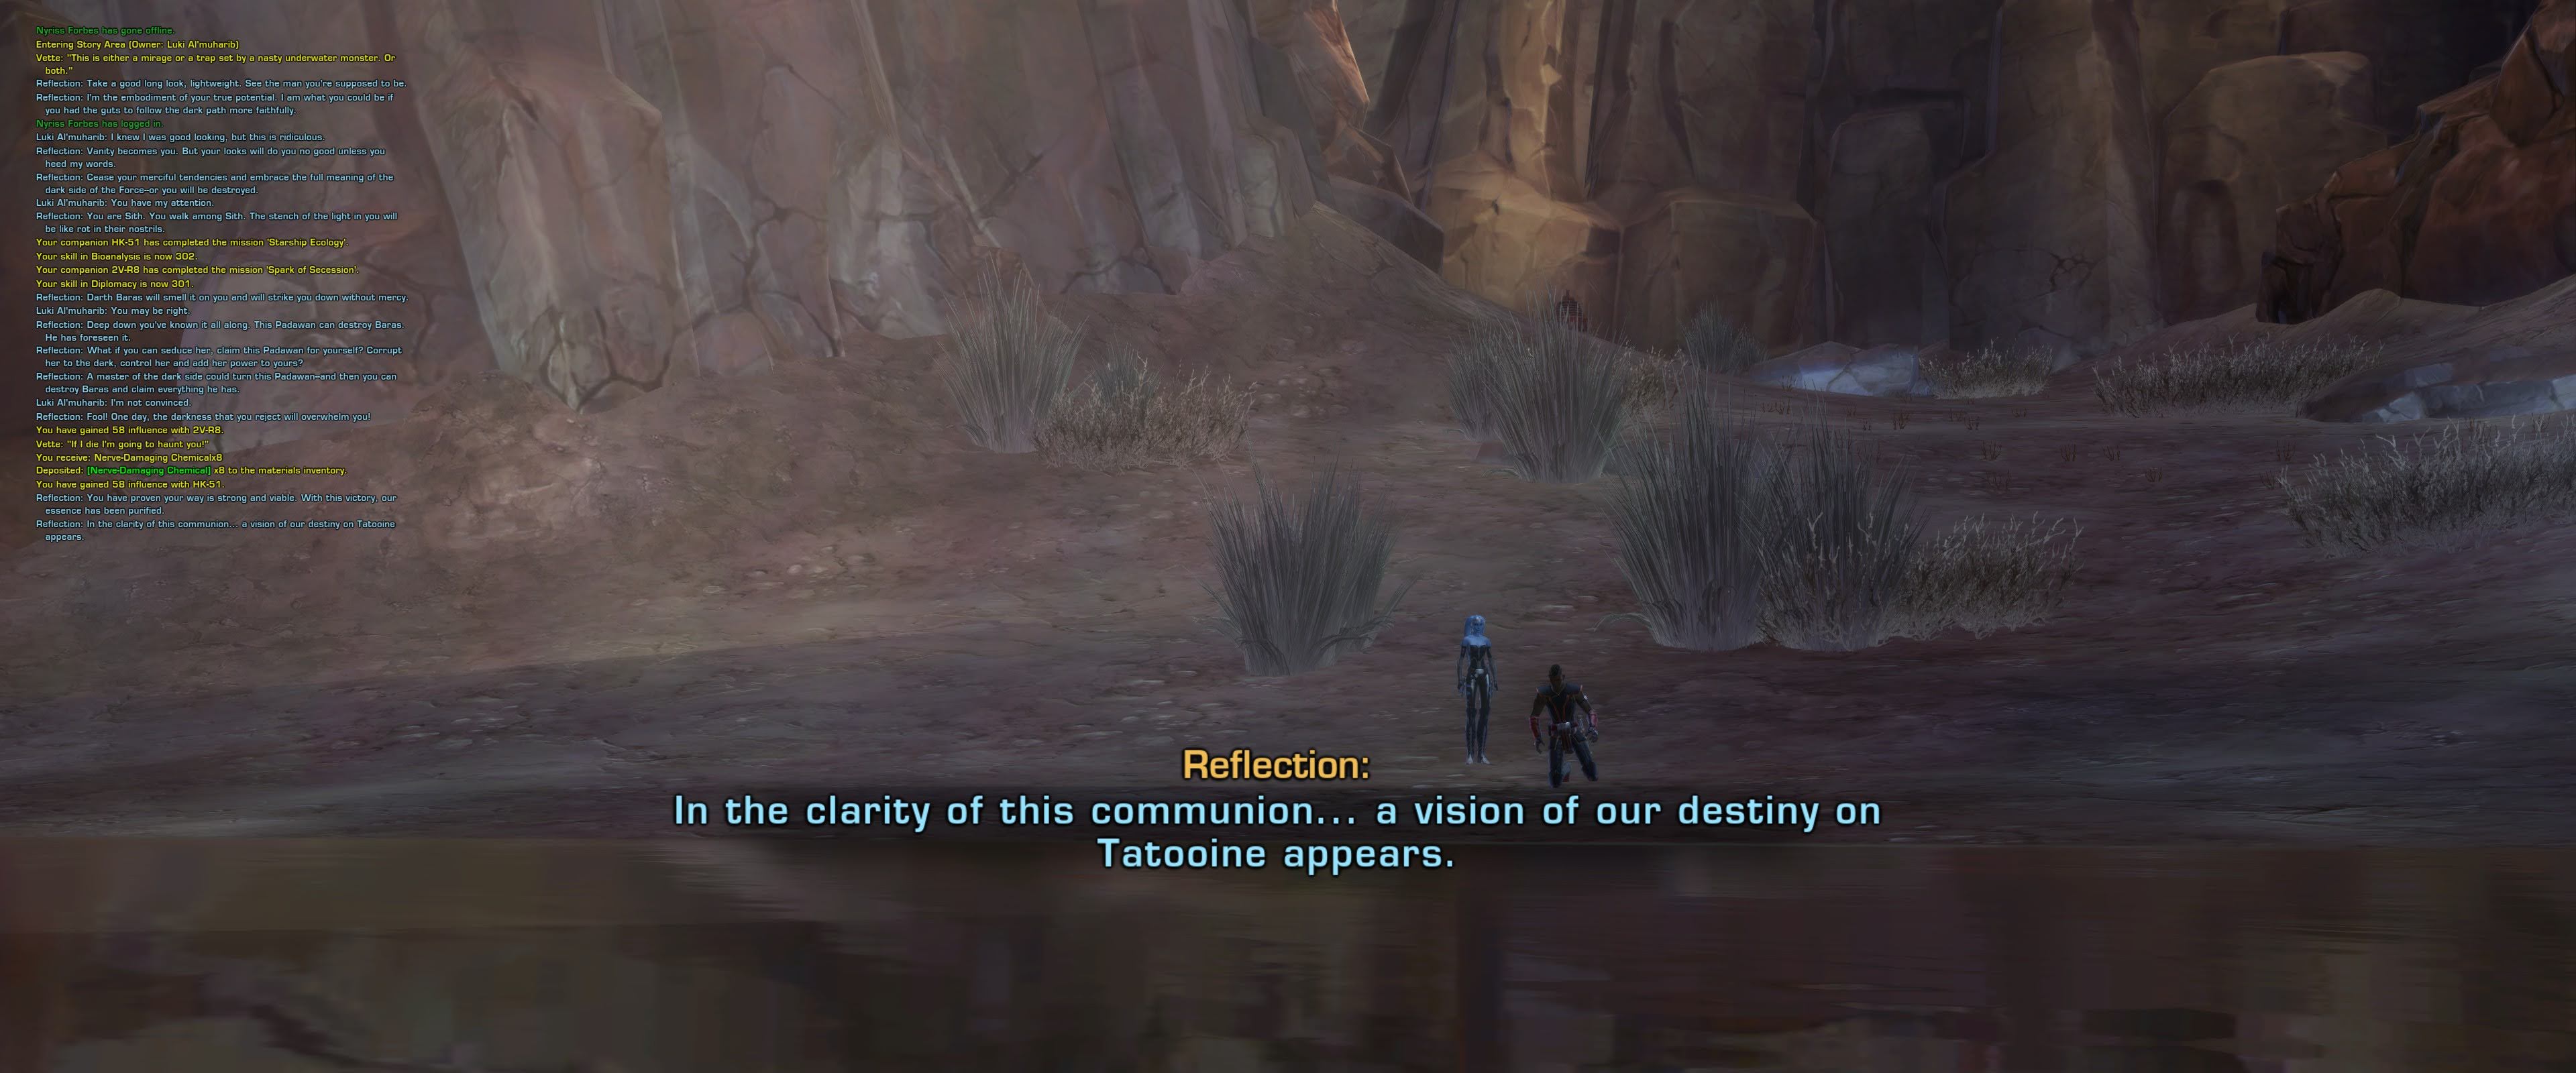 Nyriss Forbes has gone offline.
Entering Story Area (Owner: Luki Al'muharib)
Vette: "This is either a mirage or a trap set by a nasty underwater monster. Or
both."
Reflection: Take a good long look, lightweight. See the man you're supposed to be.
Reflection: I'm the embodiment of your true potential. I am what you could be if
you had the guts to follow the dark path more faithfully.
Nyriss Forbes has logged in.
Luki Al'muharib: I knew I was good looking, but this is ridiculous.
Reflection: Vanity becomes you. But your looks will do you no good unless you
heed my words.
Reflection: Cease your merciful tendencies and embrace the full meaning of the
dark side of the Force–or you will be destroyed.
Luki Al'muharib: You have my attention.
Reflection: You are Sith. You walk among Sith. The stench of the light in you will
be like rot in their nostrils.
Your companion HK-51 has completed the mission 'Starship Ecology'.
Your skill in Bioanalysis is now 302.
Your companion 2V-R8 has completed the mission 'Spark of Secession'.
Your skill in Diplomacy is now 301.
Reflection: Darth Baras will smell it on you and will strike you down without mercy.
Luki Al'muharib: You may be right.
Reflection: Deep down you've known it all along. This Padawan can destroy Baras.
He has foreseen it.
Reflection: What if you can seduce her, claim this Padawan for yourself? Corrupt
her to the dark, control her and add her power to yours?
Reflection: A master of the dark side could turn this Padawan–and then you can
destroy Baras and claim everything he has.
Luki Al'muharib: I'm not convinced.
Reflection: Fool! One day, the darkness that you reject will overwhelm you!
You have gained 58 influence with 2V-R8.
Vette: "If I die I'm going to haunt you!"
You receive: Nerve-Damaging Chemicalx8
Deposited: [Nerve-Damaging Chemical] x8 to the materials inventory.
You have gained 58 influence with HK-51.
Reflection: You have proven your way is strong and viable. With this victory, our
essence has been purified.
Reflection: In the clarity of this communion... a vision of our destiny on Tatooine
appears.
Reflection:
In the clarity of this communion... a vision of our destiny on
Tatooine appears.